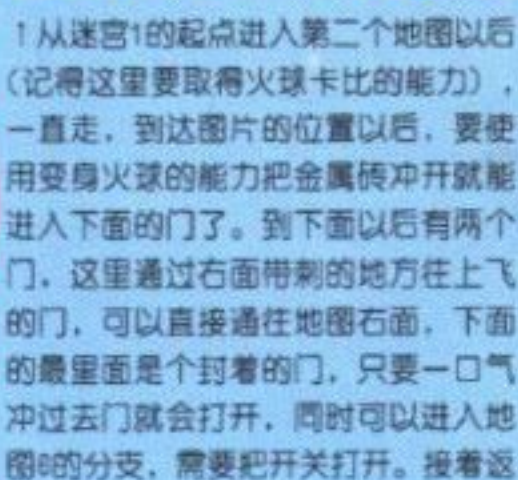 ↑从迷宫1的起点进入第二个地图以后
(记得这里要取得火球卡比的能力),
一直走,到达图片的位置以后,要使
用变身火球的能力把金属砖冲开就能
进入下面的门了。到下面以后有两个
门,这里通过右面带刺的地方往上飞
的门,可以直接通往地图右面,下面
的最里面是个封着的门,只要一口气
冲过去门就会打开,同时可以进入地
图 的分支,需要把开关打开。接着返